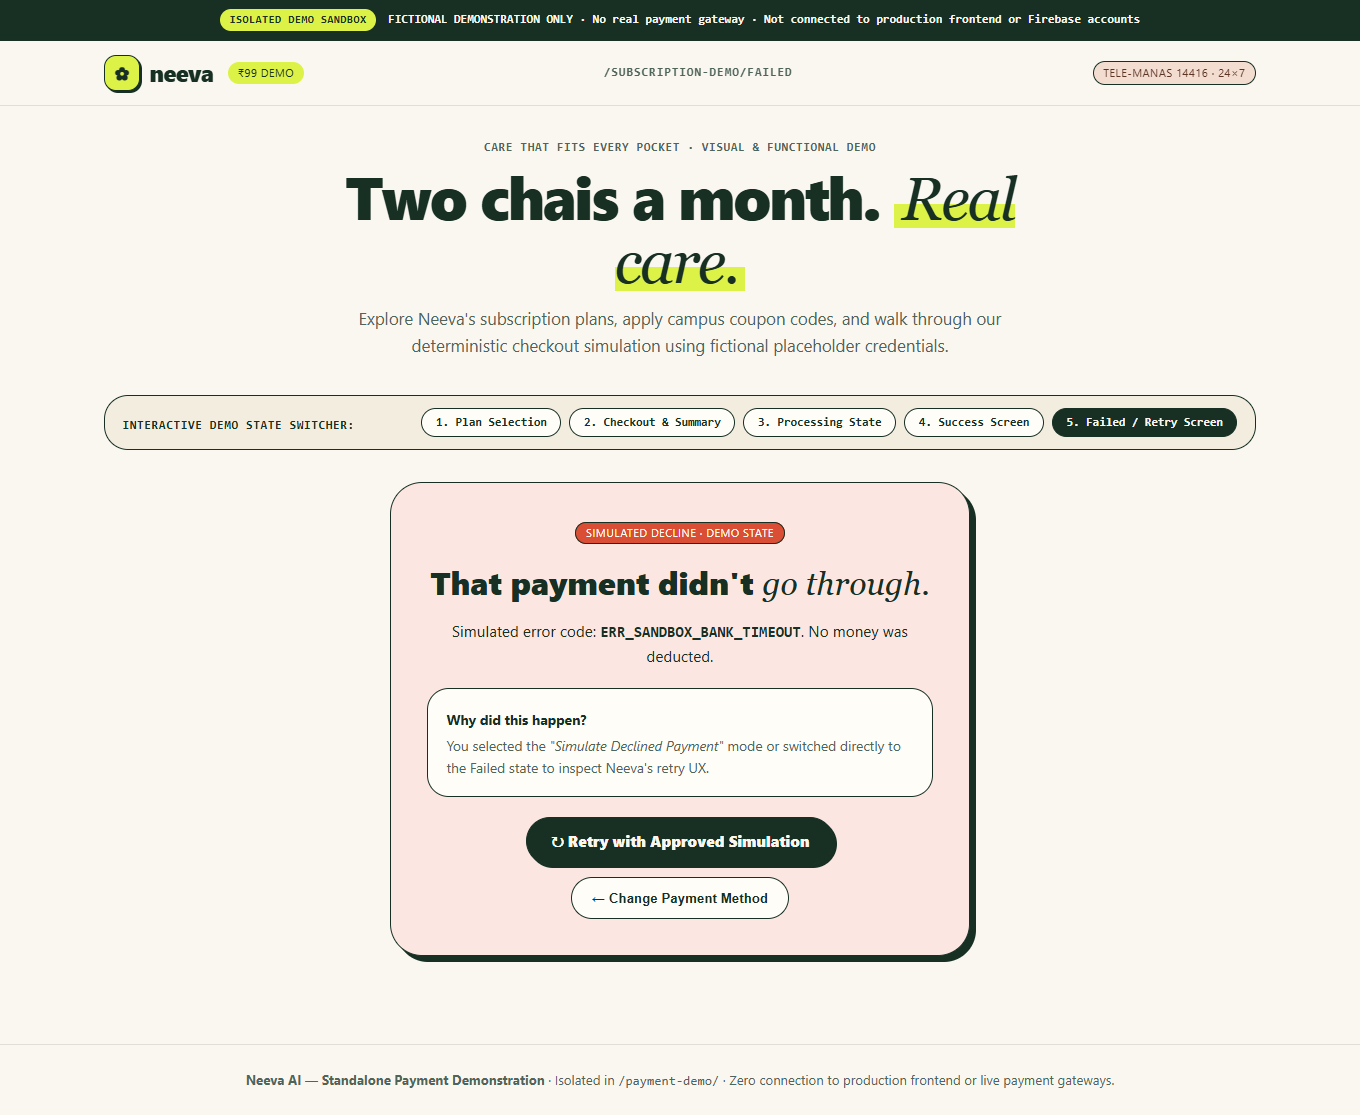 ISOLATED DEMO SANDBOX FICTIONAL DEMONSTRATION ONLY · No real payment gateway · Not connected to production frontend or Firebase accounts
✿ neeva ₹99 DEMO /SUBSCRIPTION-DEMO/FAILED TELE-MANAS 14416 · 24×7
CARE THAT FITS EVERY POCKET · VISUAL & FUNCTIONAL DEMO
Two chais a month. Real
care.
Explore Neeva's subscription plans, apply campus coupon codes, and walk through our
deterministic checkout simulation using fictional placeholder credentials.
INTERACTIVE DEMO STATE SWITCHER: 1. Plan Selection 2. Checkout & Summary 3. Processing State 4. Success Screen 5. Failed / Retry Screen
SIMULATED DECLINE · DEMO STATE
That payment didn't go through.
Simulated error code: ERR_SANDBOX_BANK_TIMEOUT. No money was
deducted.
Why did this happen?
You selected the "Simulate Declined Payment" mode or switched directly to
the Failed state to inspect Neeva's retry UX.
↻ Retry with Approved Simulation
← Change Payment Method
Neeva AI — Standalone Payment Demonstration · Isolated in /payment-demo/ · Zero connection to production frontend or live payment gateways.